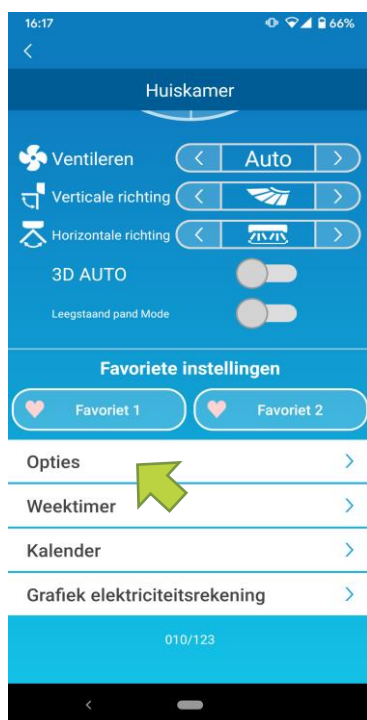 16:17 66%
Huiskamer
Ventileren Auto
Verticale richting
Horizontale richting
3D AUTO
Leegstaand pand Mode
Favoriete instellingen
Favoriet 1 Favoriet 2
Opties
Weektimer
Kalender
Grafiek elektriciteitsrekening
010/123